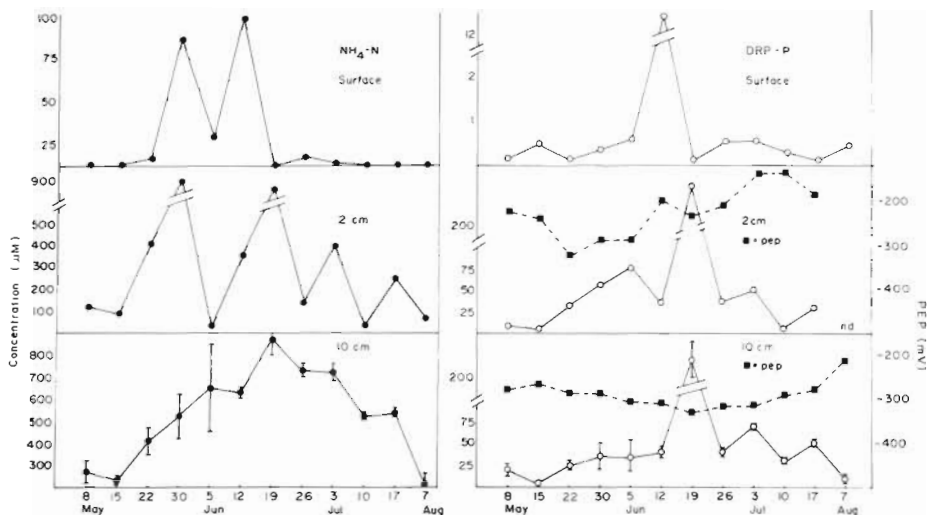 100
75
50
25
NH4-N
Surface
900
500
400
300
200
100
2 cm
800
700
600
500
400
300
10 cm
Concentration (µM)
8 15 22 30 5 12 19 26 3 10 17 7
May Jun Jul Aug
12
2
1
DRP-P
Surface
200
75
50
25
2 cm
■ • pep
nd
-200
-300
-400
200
75
50
25
10 cm
■ • pep
-200
-300
-400
PEP (mV)
8 15 22 30 5 12 19 26 3 10 17 7
May Jun Jul Aug